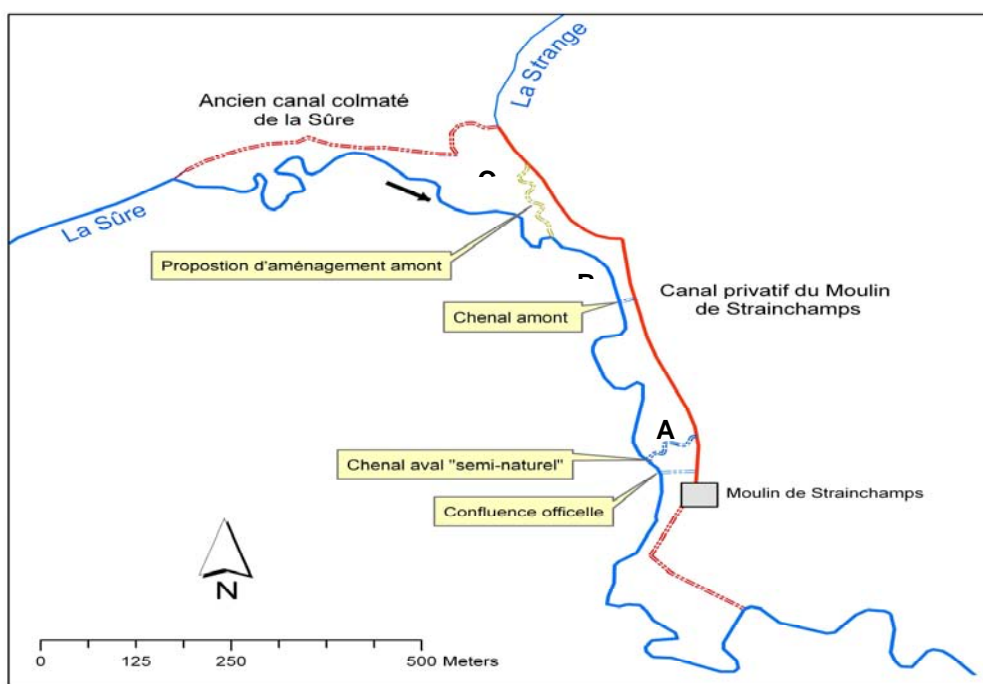 La Strange
Ancien canal colmaté
de la Sûre
La Sûre
Propostion d'aménagement amont
Canal privatif du Moulin
de Strainchamps
Chenal amont
A
Chenal aval "semi-naturel"
Moulin de Strainchamps
Confluence officelle
N
0 125 250 500 Meters